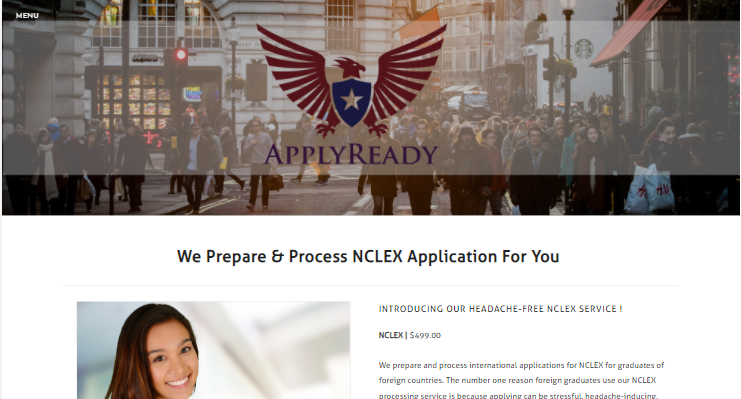 MENU
APPLYREADY
H&M
We Prepare & Process NCLEX Application For You
INTRODUCING OUR HEADACHE-FREE NCLEX SERVICE !
NCLEX | $499.00
We prepare and process international applications for NCLEX for graduates of
foreign countries. The number one reason foreign graduates use our NCLEX
processing service is because applying can be stressful, headache-inducing,